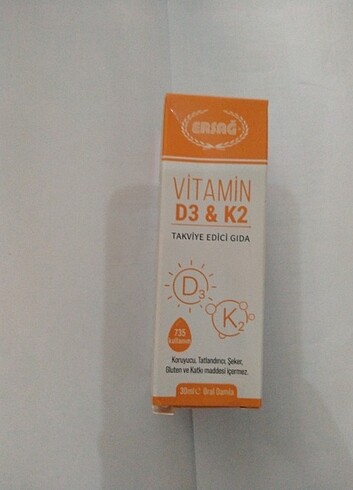 ERSAĞ
VİTAMİN
D3 & K2
TAKVİYE EDİCİ GIDA
D3
K2
735
kullanım
Koruyucu, Tatlandırıcı, Şeker,
Gluten ve Katkı maddesi içermez.
30ml℮ Oral Damla